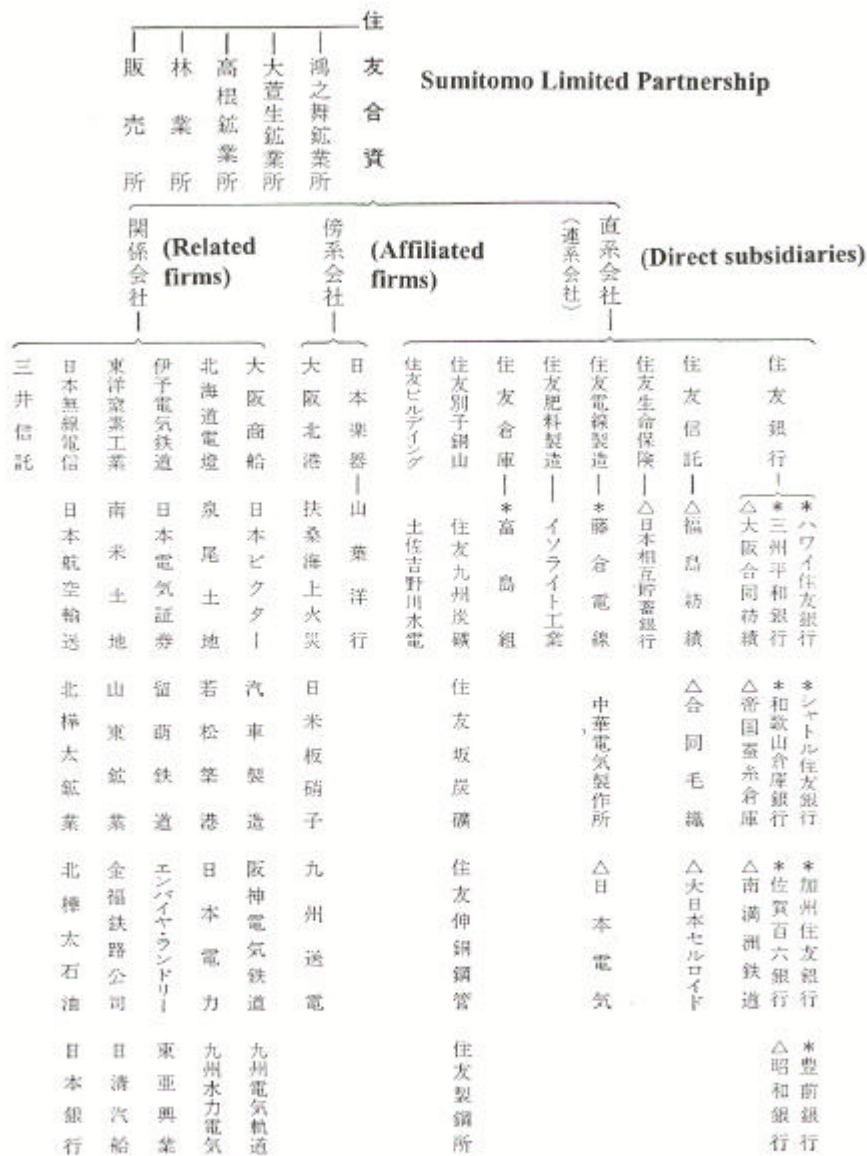 住友合資
Sumitomo Limited Partnership
鴻之舞鉱業所
大萱生鉱業所
高根鉱業所
林業所
販売所
直系会社
(連系会社)
(Direct subsidiaries)
傍系会社
(Affiliated firms)
関係会社
(Related firms)
住友銀行
*ハワイ住友銀行
*シャトル住友銀行
*加州住友銀行
*豊前銀行
*三州平和銀行
*和歌山倉庫銀行
*佐賀百六銀行
△昭和銀行
△大阪合同紡績
△帝国蚕糸倉庫
△南満洲鉄道
住友信託
△福島紡績
△合同毛織
△大日本セルロイド
住友生命保険
△日本相互貯蓄銀行
住友電線製造
*藤倉電線
中華電気製作所
△日本電気
住友肥料製造
イソライト工業
住友倉庫
*富島組
住友別子銅山
住友九州炭礦
住友坂炭礦
住友伸銅鋼管
住友製鋼所
住友ビルデイング
土佐吉野川水電
日本楽器
山葉洋行
大阪北港
扶桑海上火災
日米板硝子
九州送電
大阪商船
日本ビクター
汽車製造
阪神電気鉄道
九州電気軌道
北海道電燈
泉尾土地
若松築港
日本電力
九州水力電気
伊予電気鉄道
日本電気証券
留萌鉄道
エンパイヤ・ランドリー
東亜興業
東洋窒素工業
南米土地
山東鉱業
金福鉄路公司
日清汽船
日本無線電信
日本航空輸送
北樺太鉱業
北樺太石油
日本銀行
三井信託